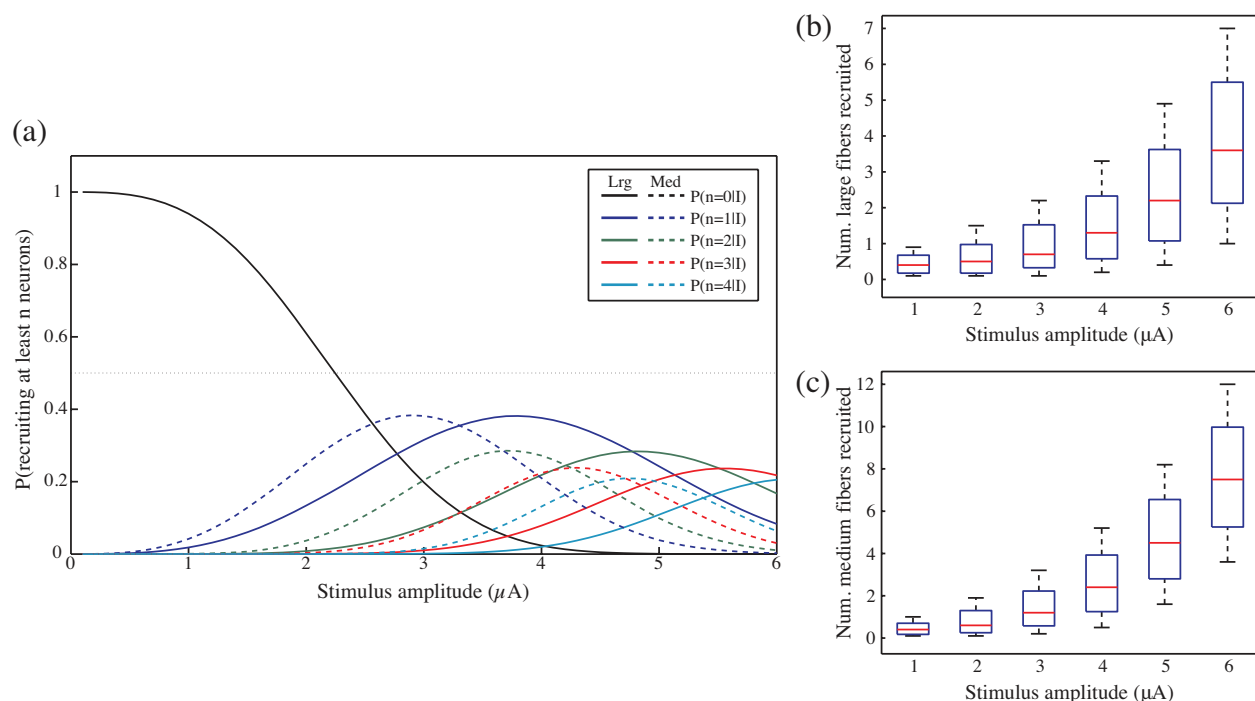 (a)
P(recruiting at least n neurons)
1
0.8
0.6
0.4
0.2
0
0 1 2 3 4 5 6
Stimulus amplitude (μA)
Lrg Med
P(n=0|I)
P(n=1|I)
P(n=2|I)
P(n=3|I)
P(n=4|I)
(b)
Num. large fibers recruited
7
6
5
4
3
2
1
0
1 2 3 4 5 6
Stimulus amplitude (μA)
(c)
Num. medium fibers recruited
12
10
8
6
4
2
0
1 2 3 4 5 6
Stimulus amplitude (μA)